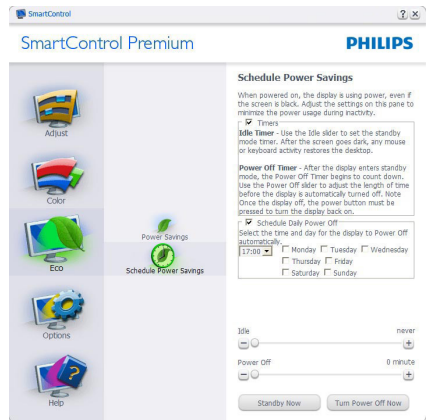 SmartControl
SmartControl Premium
PHILIPS
Adjust
Color
Eco
Options
Help
Power Savings
Schedule Power Savings
Schedule Power Savings
When powered on, the display is using power, even if
the screen is black. Adjust the settings on this pane to
minimize the power usage during inactivity.
Timers
Idle Timer - Use the Idle slider to set the standby
mode timer. After the screen goes dark, any mouse
or keyboard activity restores the desktop.
Power Off Timer - After the display enters standby
mode, the Power Off Timer begins to count down.
Use the Power Off slider to adjust the length of time
before the display is automatically turned off. Note
Once the display off, the power button must be
pressed to turn the display back on.
Schedule Daily Power Off
Select the time and day for the display to Power Off
automatically.
17:00 Monday Tuesday Wednesday
Thursday Friday
Saturday Sunday
Idle never
Power Off 0 minute
Standby Now Turn Power Off Now